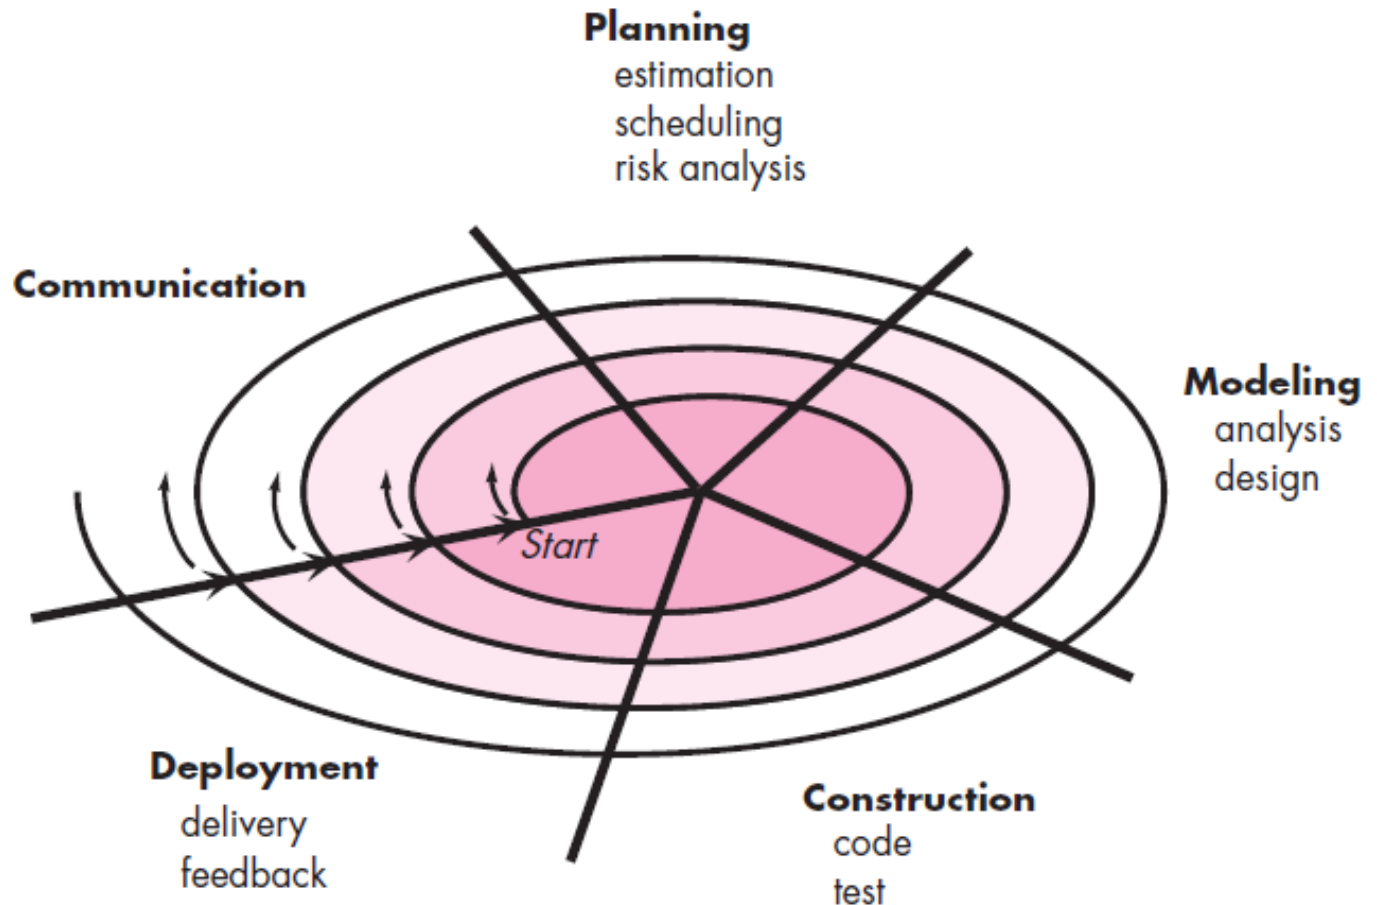 Planning
estimation
scheduling
risk analysis
Communication
Modeling
analysis
design
Start
Deployment
delivery
feedback
Construction
code
test